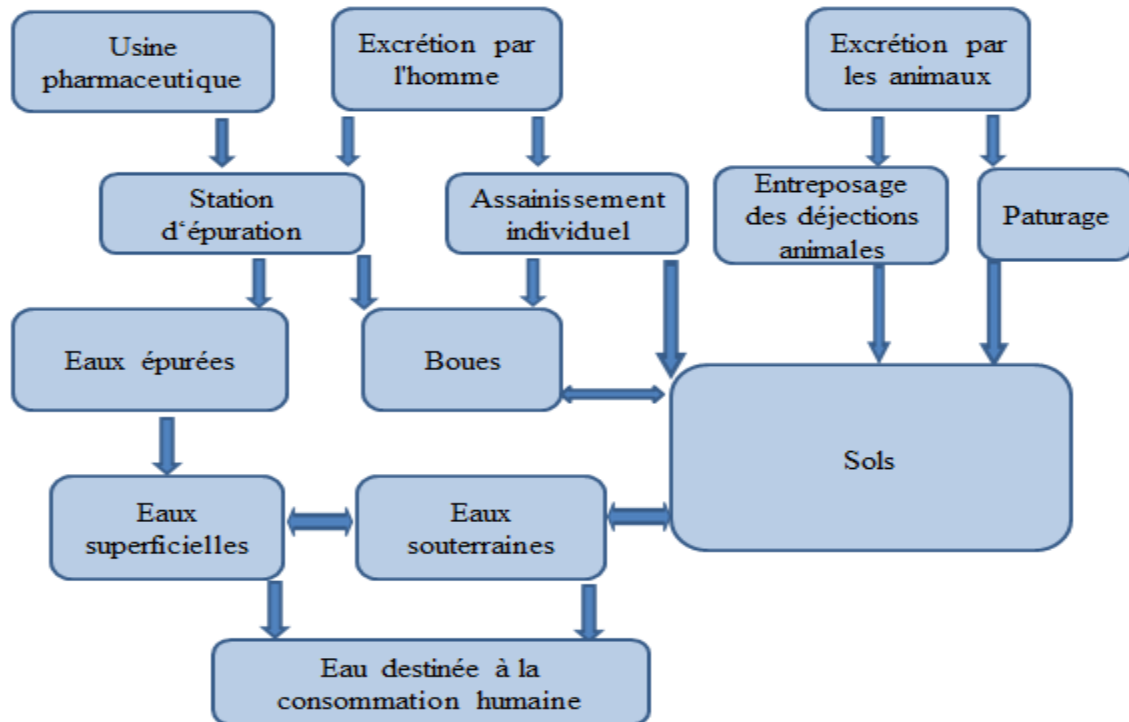 Usine
pharmaceutique
Excrétion par
l'homme
Excrétion par
les animaux
Station
d‘épuration
Assainissement
individuel
Entreposage
des déjections
animales
Paturage
Eaux épurées
Boues
Sols
Eaux
superficielles
Eaux
souterraines
Eau destinée à la
consommation humaine